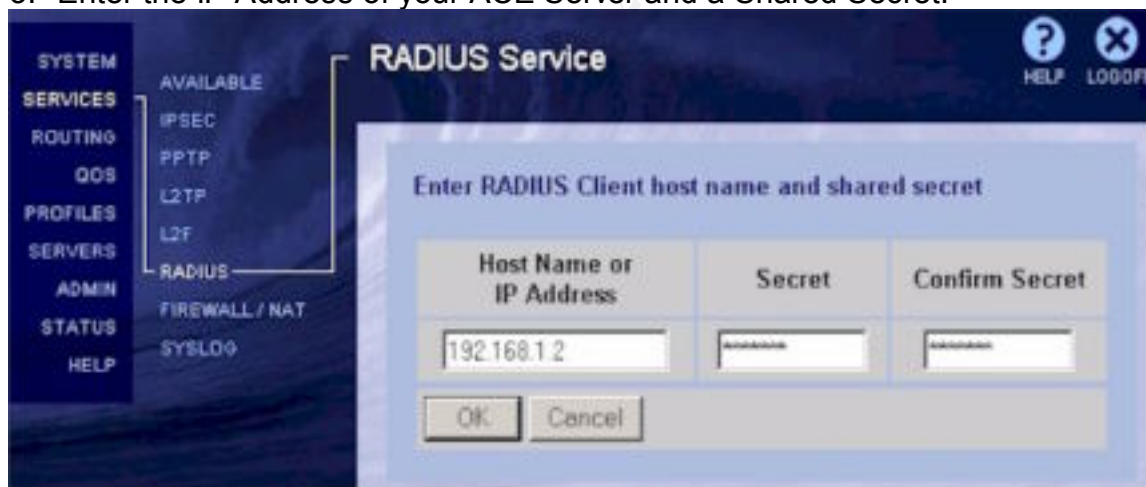 Enter the IP Address of your ACE Server and a Shared Secret.
SYSTEM
SERVICES
ROUTING
QOS
PROFILES
SERVERS
ADMIN
STATUS
HELP
AVAILABLE
IPSEC
PPTP
L2TP
L2F
RADIUS
FIREWALL / NAT
SYSLOG
RADIUS Service
HELP
LOGOFF
Enter RADIUS Client host name and shared secret
Host Name or
IP Address
Secret
Confirm Secret
192.168.1.2
********
********
OK
Cancel